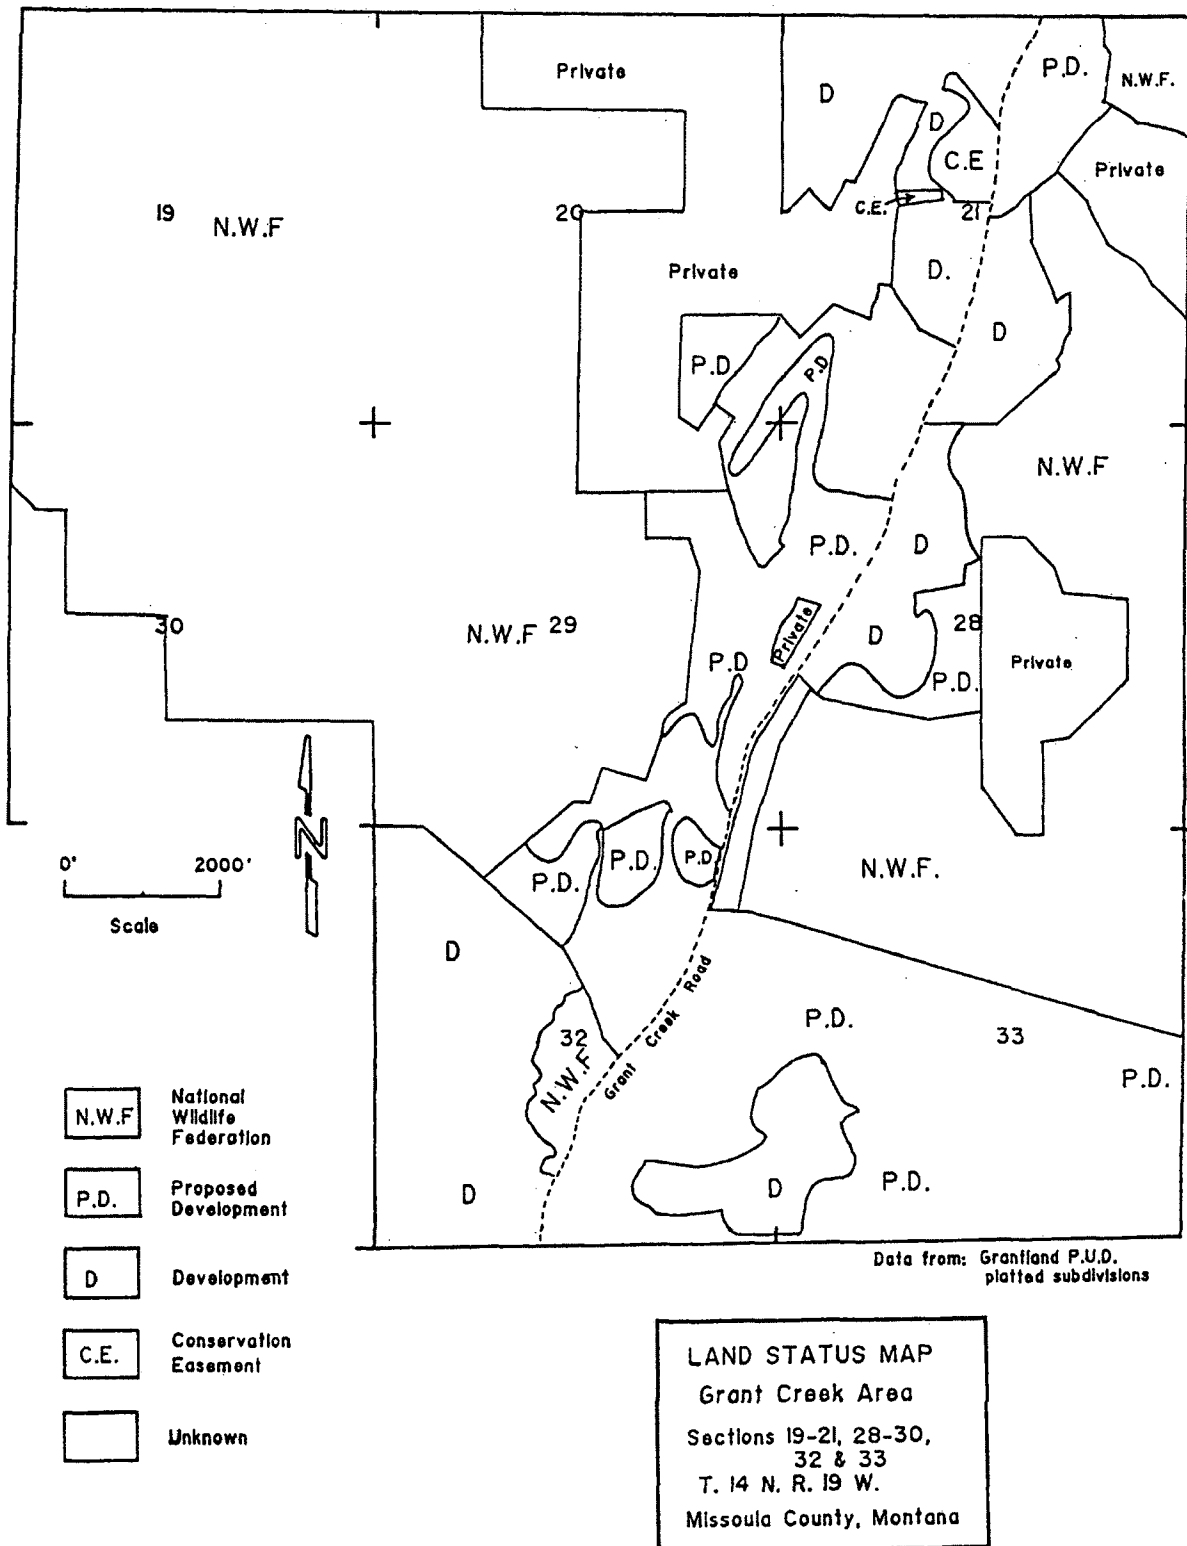 Private
D
P.D.
N.W.F.
D
C.E
Private
19
N.W.F
20
C.E.
21
Private
D.
D
P.D
P.D
N.W.F
P.D.
D
30
N.W.F
29
Private
D
28
P.D
P.D.
Private
0'
2000'
Scale
N
P.D.
P.D.
P.D.
N.W.F.
D
Grant Creek Road
P.D.
33
32
N.W.F
P.D.
D
D
P.D.
N.W.F
National
Wildlife
Federation
P.D.
Proposed
Development
D
Development
C.E.
Conservation
Easement
Unknown
Data from: Grantland P.U.D.
platted subdivisions
LAND STATUS MAP
Grant Creek Area
Sections 19-21, 28-30,
32 & 33
T. 14 N. R. 19 W.
Missoula County, Montana